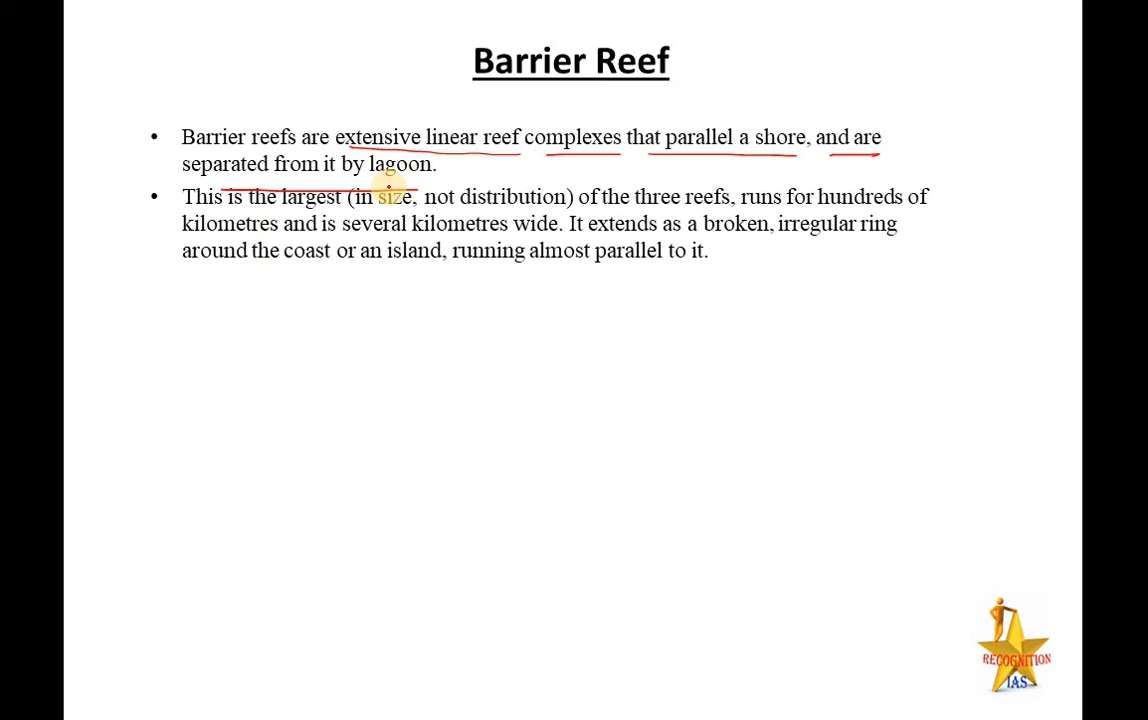 Barrier Reef
• Barrier reefs are extensive linear reef complexes that parallel a shore, and are
separated from it by lagoon.
• This is the largest (in size, not distribution) of the three reefs, runs for hundreds of
kilometres and is several kilometres wide. It extends as a broken, irregular ring
around the coast or an island, running almost parallel to it.
RECOGNITION
IAS